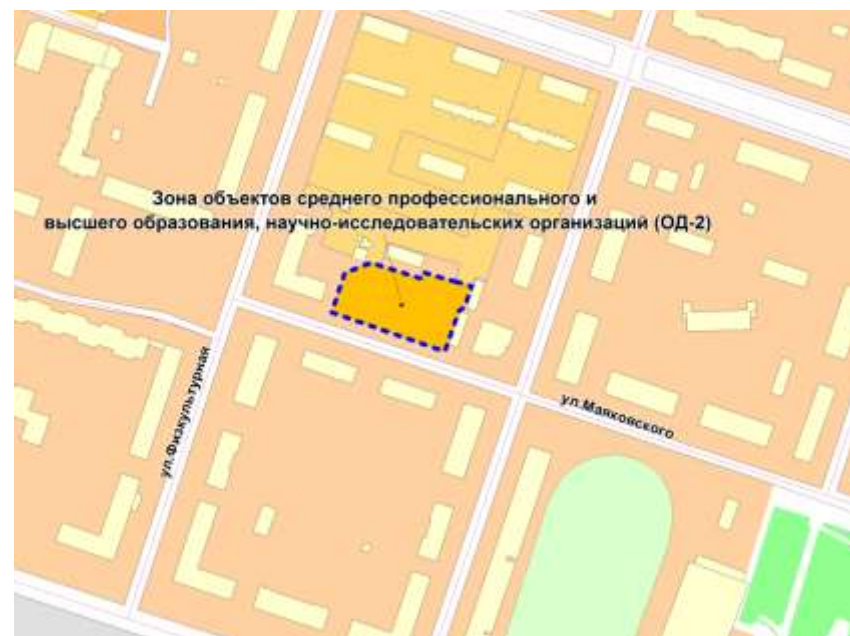 Зона объектов среднего профессионального и
высшего образования, научно-исследовательских организаций (ОД-2)
ул.Физкультурная
ул.Маяковского